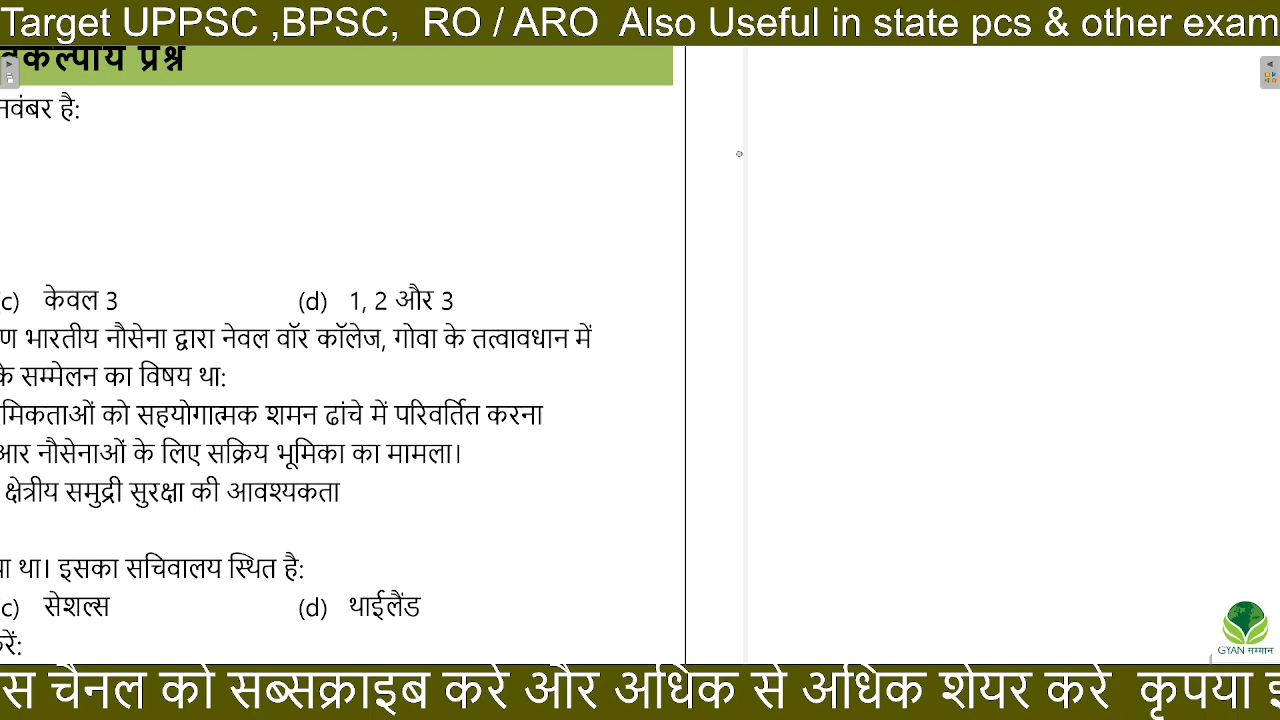 Target UPPSC ,BPSC, RO / ARO Also Useful in state pcs & other exam
प्रश्न
नवंबर है:
(c) केवल 3 (d) 1, 2 और 3
ण भारतीय नौसेना द्वारा नेवल वॉर कॉलेज, गोवा के तत्वावधान में
के सम्मेलन का विषय था:
मिकताओं को सहयोगात्मक शमन ढांचे में परिवर्तित करना
आर नौसेनाओं के लिए सक्रिय भूमिका का मामला।
क्षेत्रीय समुद्री सुरक्षा की आवश्यकता
था। इसका सचिवालय स्थित है:
(c) सेशल्स (d) थाईलैंड
रें:
GYAN सम्मान
स चैनल को सब्सक्राइब करे और अधिक से अधिक शेयर करे कृपया इ